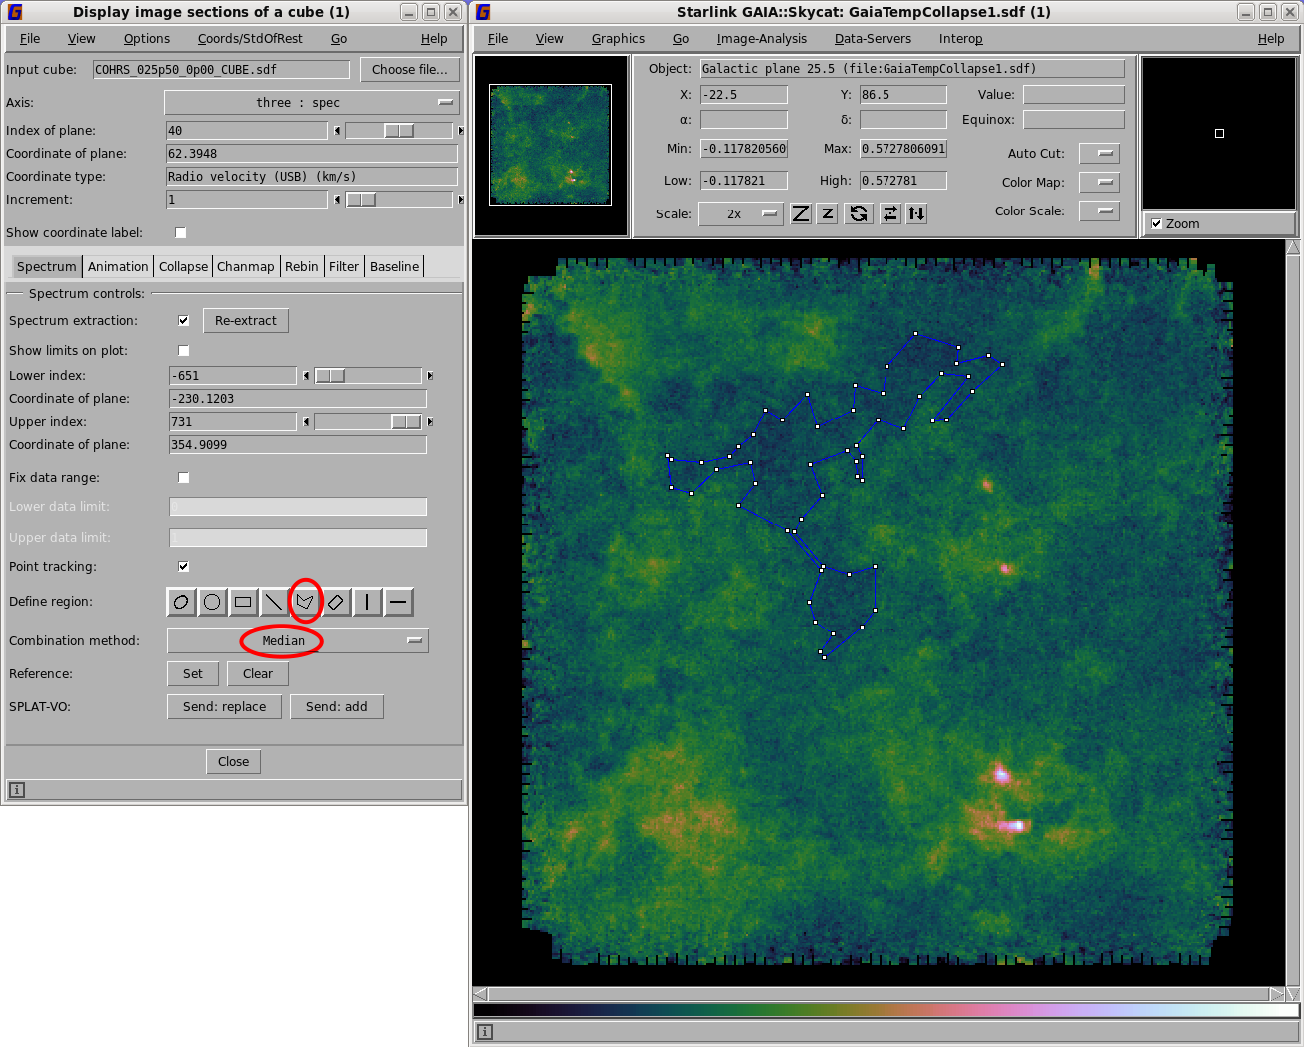 Display image sections of a cube (1)
File View Options Coords/StdOfRest Go Help
Input cube: COHRS_025p50_0p00_CUBE.sdf Choose file...
Axis: three : spec
Index of plane: 40
Coordinate of plane: 62.3948
Coordinate type: Radio velocity (USB) (km/s)
Increment: 1
Show coordinate label:
Spectrum Animation Collapse Chanmap Rebin Filter Baseline
Spectrum controls:
Spectrum extraction: Re-extract
Show limits on plot:
Lower index: -651
Coordinate of plane: -230.1203
Upper index: 731
Coordinate of plane: 354.9099
Fix data range:
Lower data limit: 0
Upper data limit: 1
Point tracking:
Define region:
Combination method: Median
Reference: Set Clear
SPLAT-VO: Send: replace Send: add
Close
Starlink GAIA::Skycat: GaiaTempCollapse1.sdf (1)
File View Graphics Go Image-Analysis Data-Servers Interop Help
Object: Galactic plane 25.5 (file:GaiaTempCollapse1.sdf)
X: -22.5 Y: 86.5 Value:
α: δ: Equinox:
Min: -0.117820560 Max: 0.5727806091 Auto Cut:
Low: -0.117821 High: 0.572781 Color Map:
Scale: 2x Z z Color Scale:
Zoom